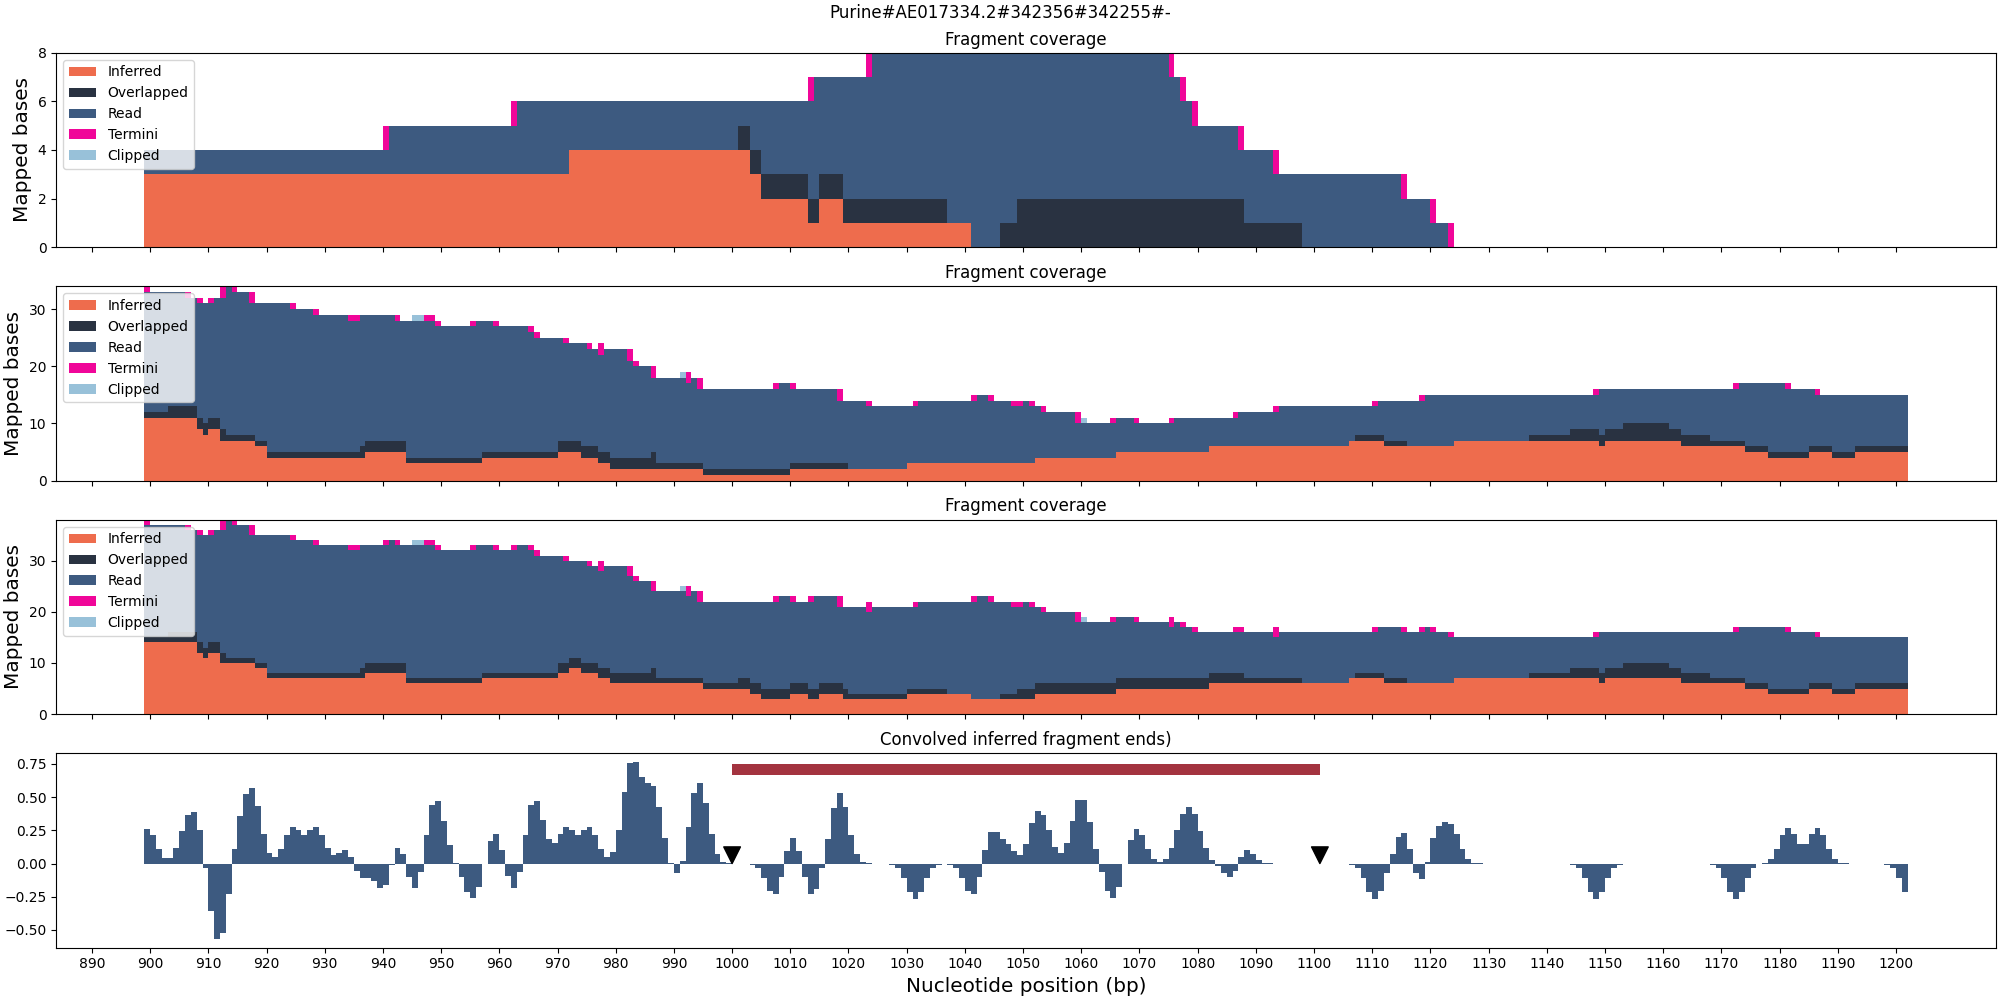 Purine#AE017334.2#342356#342255#-
Fragment coverage
Mapped bases
8
6
4
2
0
Inferred
Overlapped
Read
Termini
Clipped
Fragment coverage
Mapped bases
30
20
10
0
Inferred
Overlapped
Read
Termini
Clipped
Fragment coverage
Mapped bases
30
20
10
0
Inferred
Overlapped
Read
Termini
Clipped
Convolved inferred fragment ends)
0.75
0.50
0.25
0.00
−0.25
−0.50
890 900 910 920 930 940 950 960 970 980 990 1000 1010 1020 1030 1040 1050 1060 1070 1080 1090 1100 1110 1120 1130 1140 1150 1160 1170 1180 1190 1200
Nucleotide position (bp)